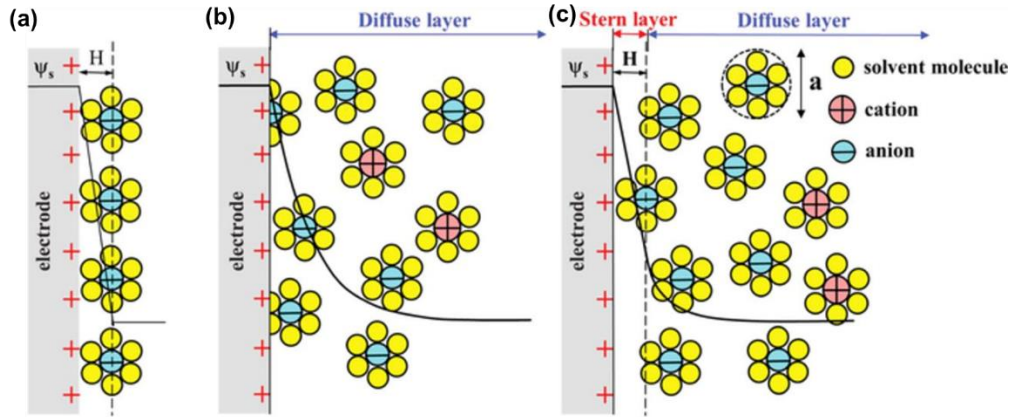 (a)
(b)
Diffuse layer
(c)
Stern layer
Diffuse layer
ψs
H
electrode
ψs
electrode
ψs
H
electrode
a
solvent molecule
cation
anion